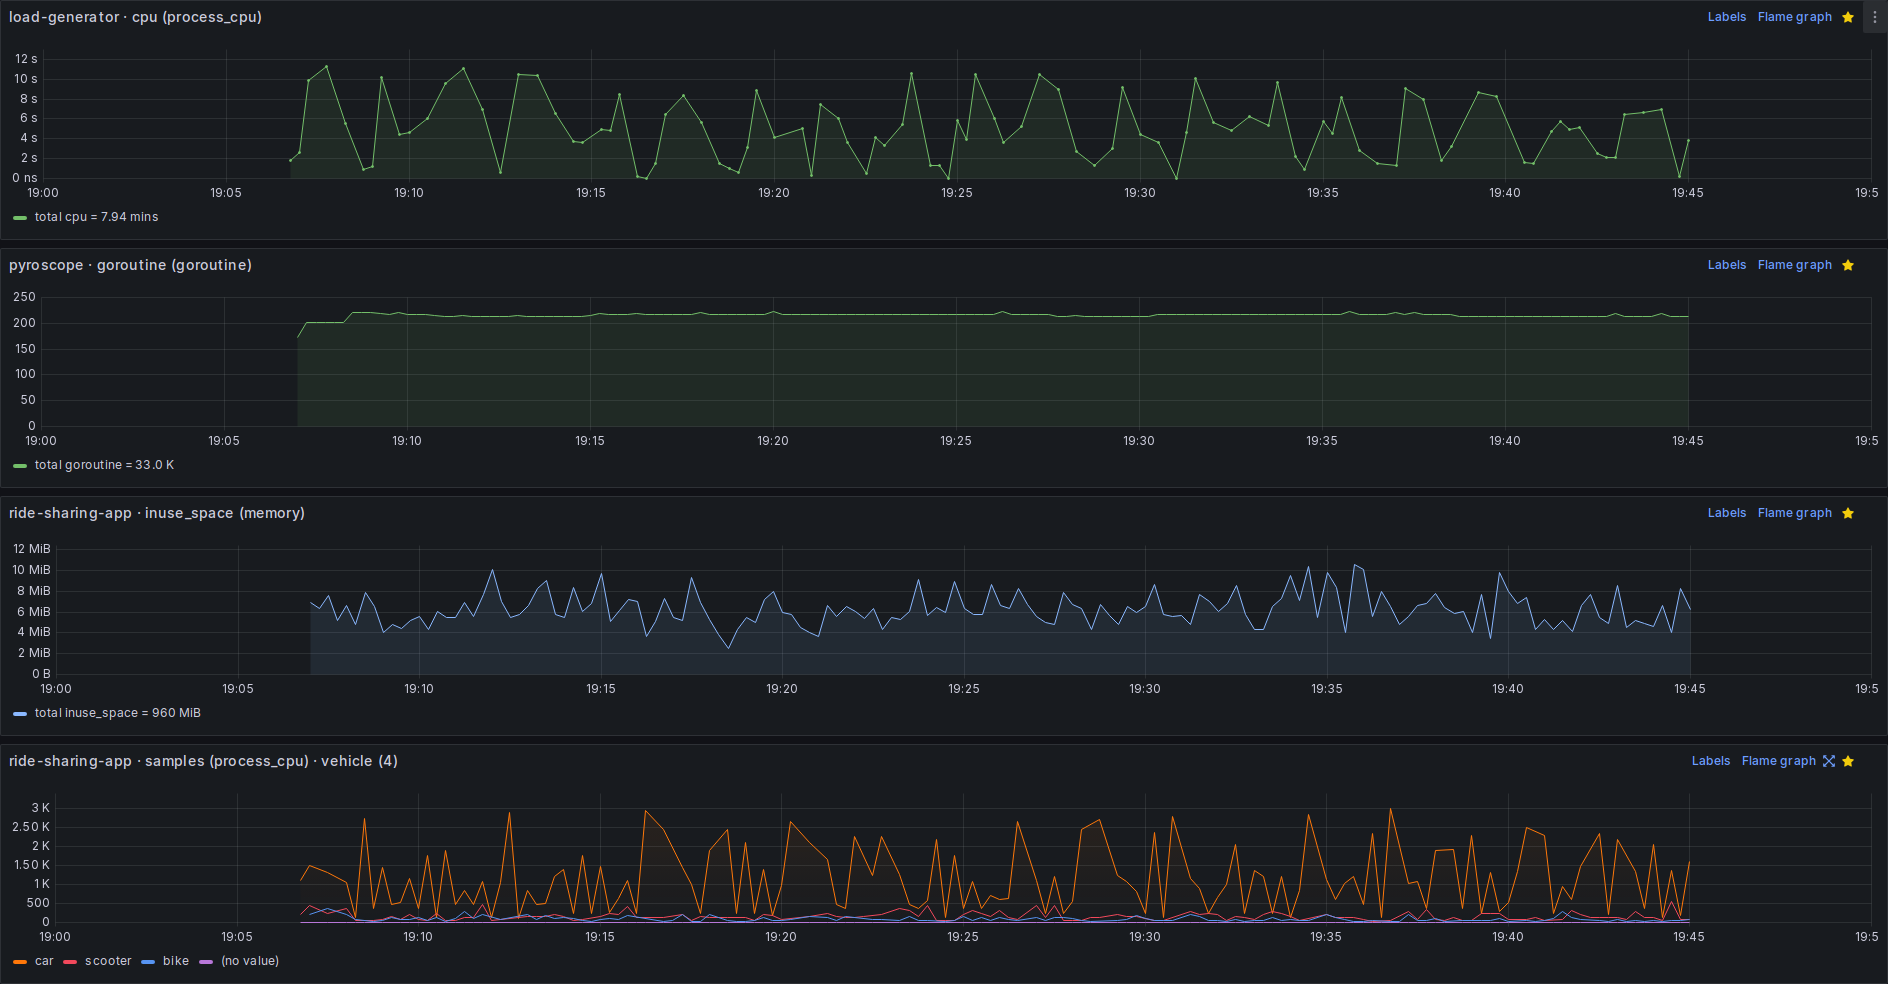 load-generator · cpu (process_cpu) Labels Flame graph
12 s
10 s
8 s
6 s
4 s
2 s
0 ns
19:00 19:05 19:10 19:15 19:20 19:25 19:30 19:35 19:40 19:45 19:5
total cpu = 7.94 mins
pyroscope · goroutine (goroutine) Labels Flame graph
250
200
150
100
50
0
19:00 19:05 19:10 19:15 19:20 19:25 19:30 19:35 19:40 19:45 19:5
total goroutine = 33.0 K
ride-sharing-app · inuse_space (memory) Labels Flame graph
12 MiB
10 MiB
8 MiB
6 MiB
4 MiB
2 MiB
0 B
19:00 19:05 19:10 19:15 19:20 19:25 19:30 19:35 19:40 19:45 19:5
total inuse_space = 960 MiB
ride-sharing-app · samples (process_cpu) · vehicle (4) Labels Flame graph
3 K
2.50 K
2 K
1.50 K
1 K
500
0
19:00 19:05 19:10 19:15 19:20 19:25 19:30 19:35 19:40 19:45 19:5
car scooter bike (no value)